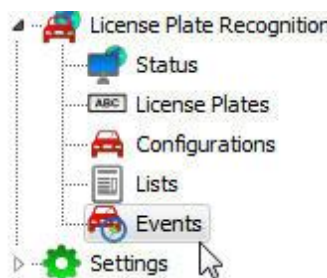 License Plate Recognition
Status
ABC License Plates
Configurations
Lists
Events
Settings